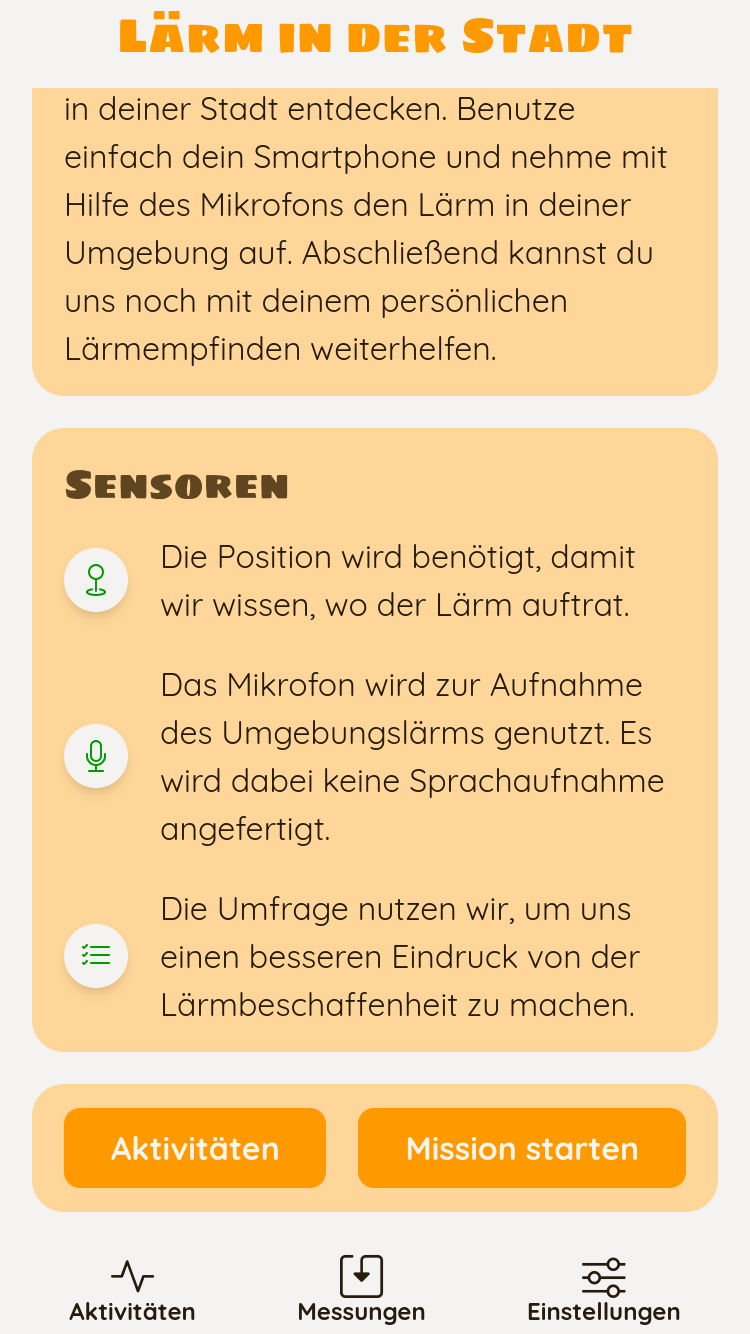 Lärm in der Stadt
in deiner Stadt entdecken. Benutze
einfach dein Smartphone und nehme mit
Hilfe des Mikrofons den Lärm in deiner
Umgebung auf. Abschließend kannst du
uns noch mit deinem persönlichen
Lärmempfinden weiterhelfen.
Sensoren
Die Position wird benötigt, damit
wir wissen, wo der Lärm auftrat.
Das Mikrofon wird zur Aufnahme
des Umgebungslärms genutzt. Es
wird dabei keine Sprachaufnahme
angefertigt.
Die Umfrage nutzen wir, um uns
einen besseren Eindruck von der
Lärmbeschaffenheit zu machen.
Aktivitäten
Mission starten
Aktivitäten
Messungen
Einstellungen